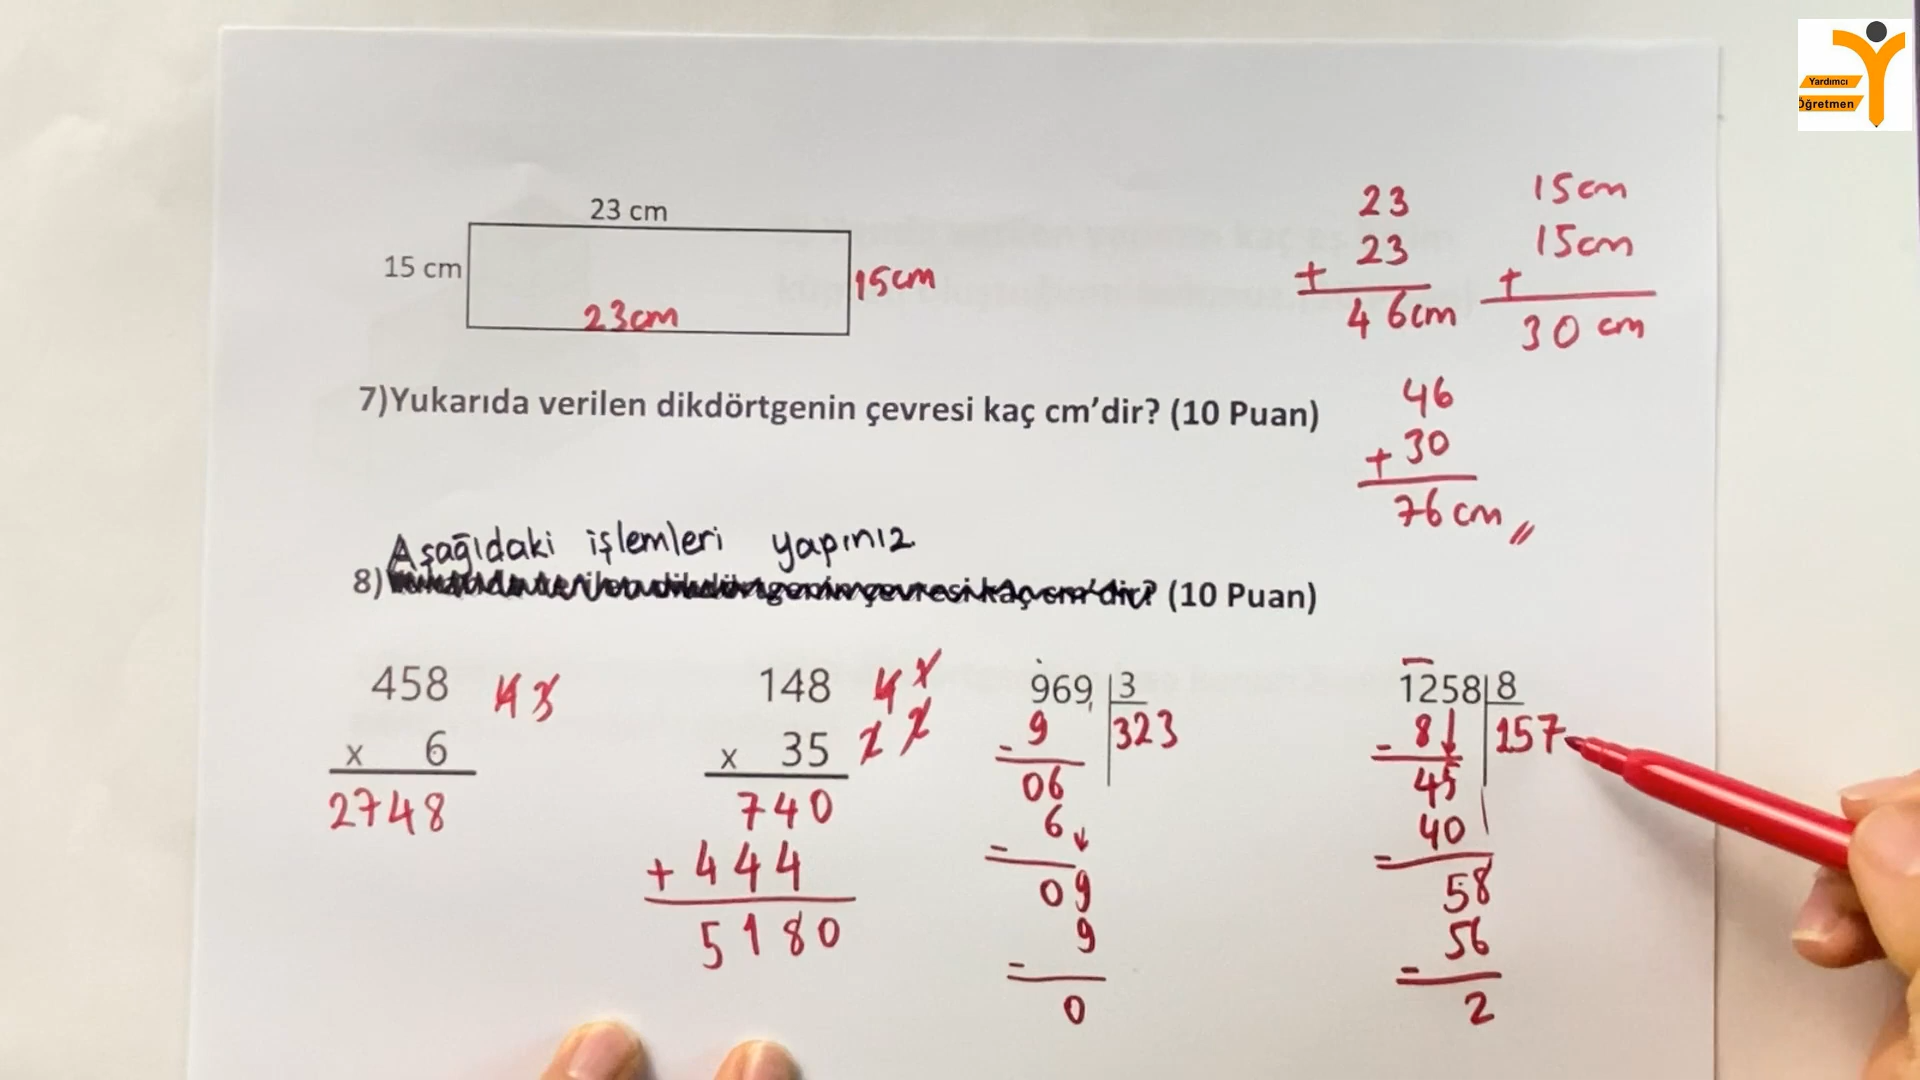 Yardımcı
Öğretmen
23 cm
15 cm
15cm
23cm
23
23
+
46cm
15cm
15cm
+
30 cm
7)Yukarıda verilen dikdörtgenin çevresi kaç cm'dir? (10 Puan)
46
+ 30
76 cm
Aşağıdaki işlemleri yapınız
8) (10 Puan)
458
x 6
2748
148
x 35
740
+ 444
5180
969 3
9 323
-
06
6
-
09
9
-
0
1258 8
- 8 157
45
40
-
58
56
-
2